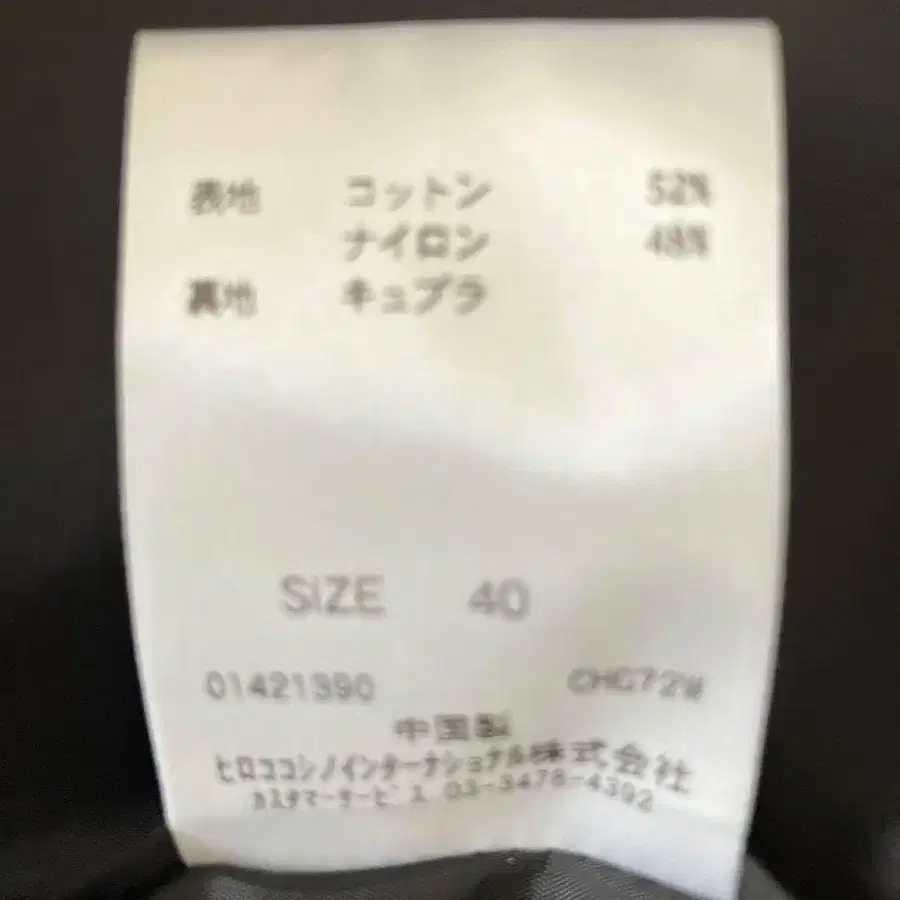 表地 コットン 52%
ナイロン 48%
裏地 キュプラ
SIZE 40
01421390 CHG72W
中国製
ヒロココシノインターナショナル株式会社
カスタマーサービス 03-3478-4392